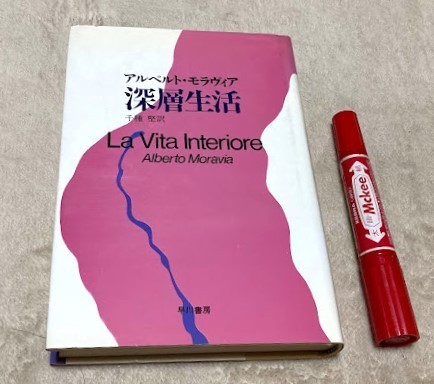 アルベルト・モラヴィア
深層生活
千種 堅訳
La Vita Interiore
Alberto Moravia
早川書房
Mckee